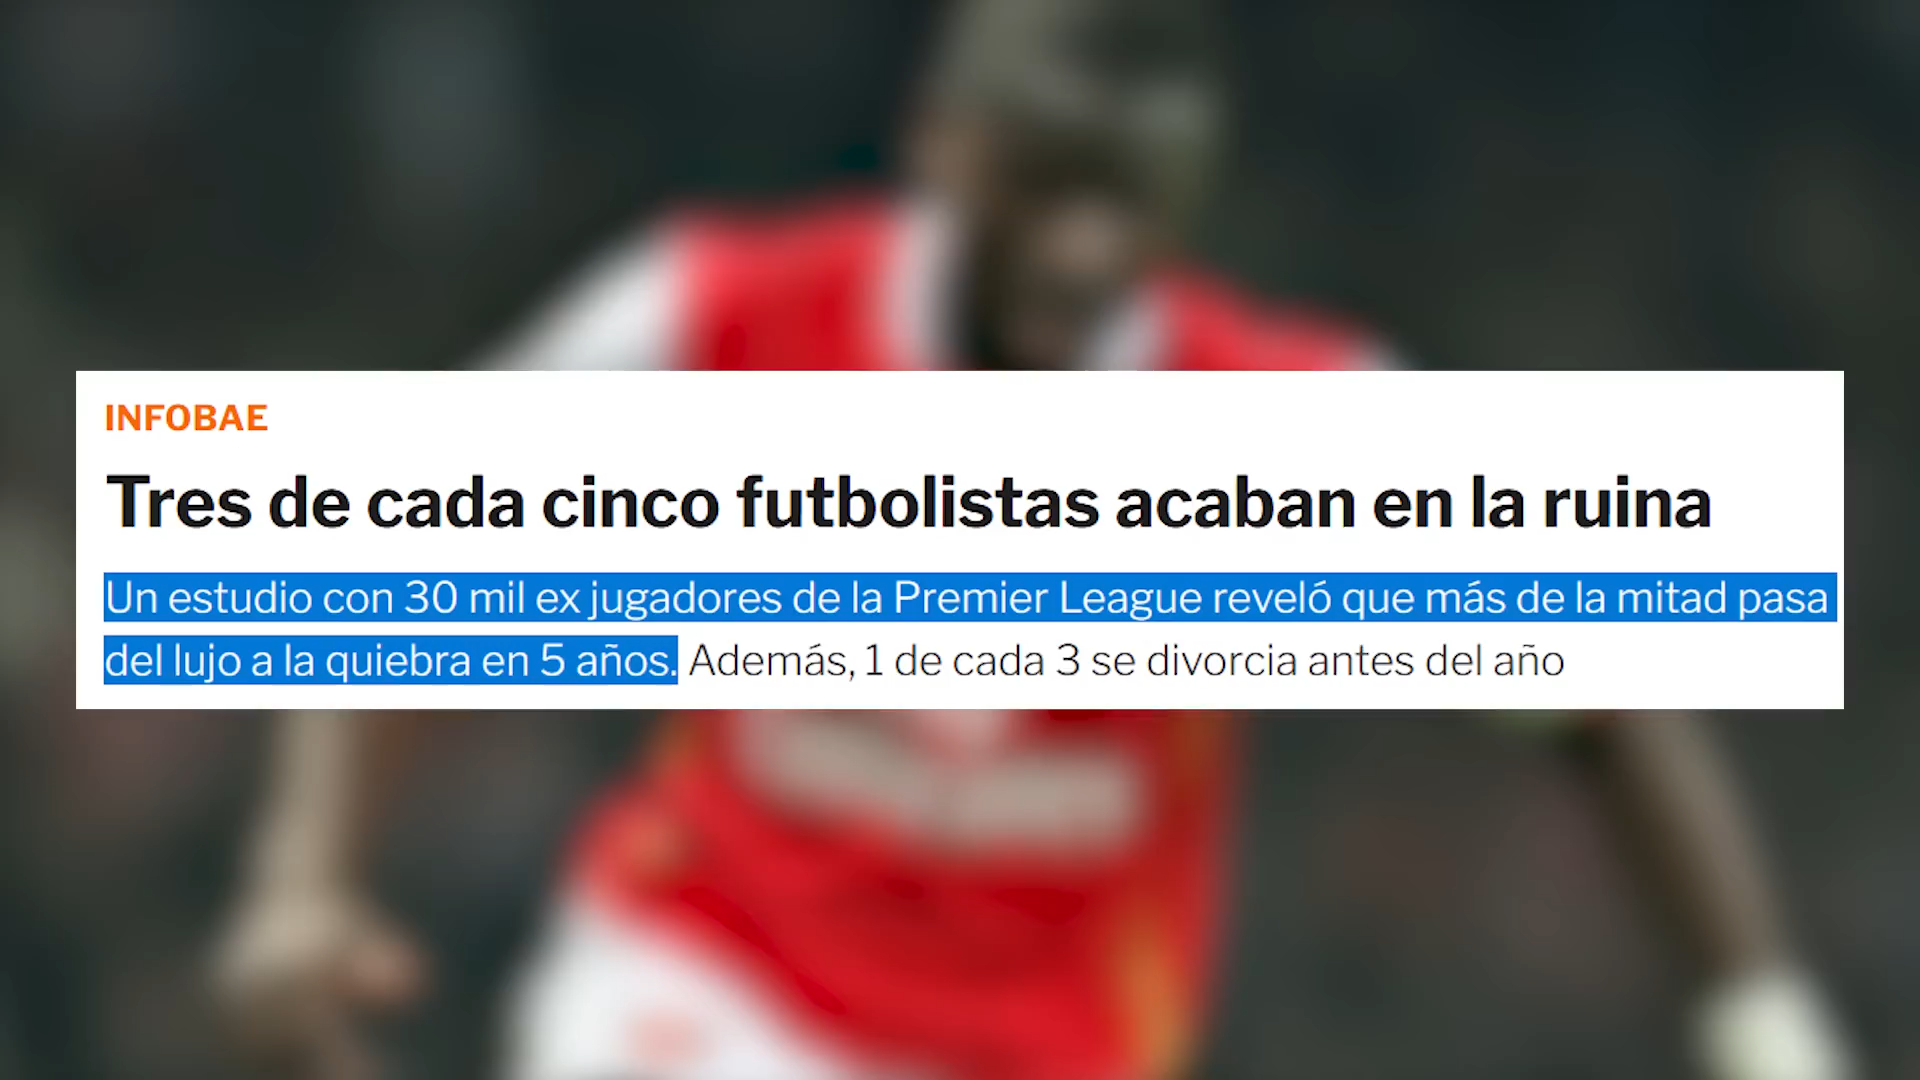 INFOBAE
Tres de cada cinco futbolistas acaban en la ruina
Un estudio con 30 mil ex jugadores de la Premier League reveló que más de la mitad pasa
del lujo a la quiebra en 5 años. Además, 1 de cada 3 se divorcia antes del año